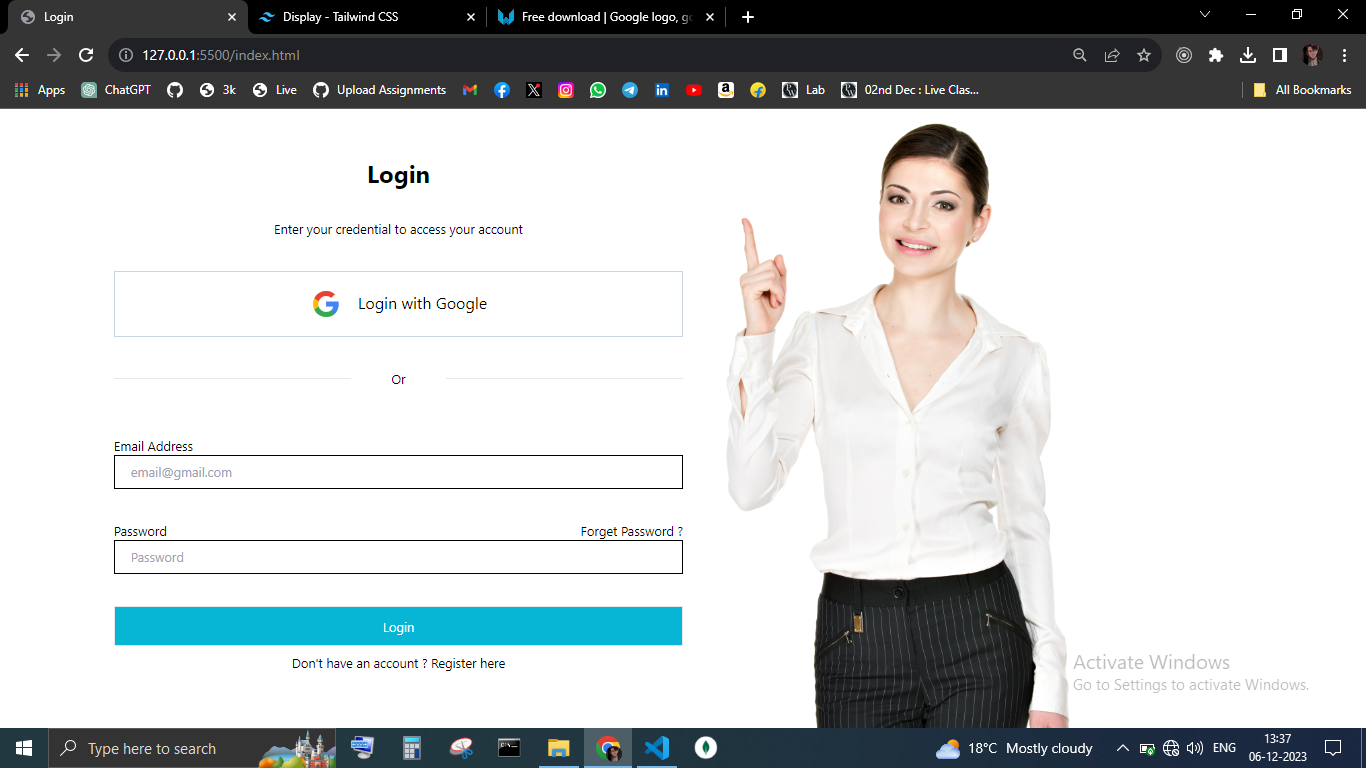 Login
Display - Tailwind CSS
Free download | Google logo, go
127.0.0.1:5500/index.html
Apps
ChatGPT
3k
Live
Upload Assignments
Lab
02nd Dec : Live Clas...
All Bookmarks
Login
Enter your credential to access your account
Login with Google
Or
Email Address
email@gmail.com
Password
Forget Password ?
Password
Login
Don't have an account ? Register here
Activate Windows
Go to Settings to activate Windows.
Type here to search
18°C Mostly cloudy
ENG
13:37
06-12-2023